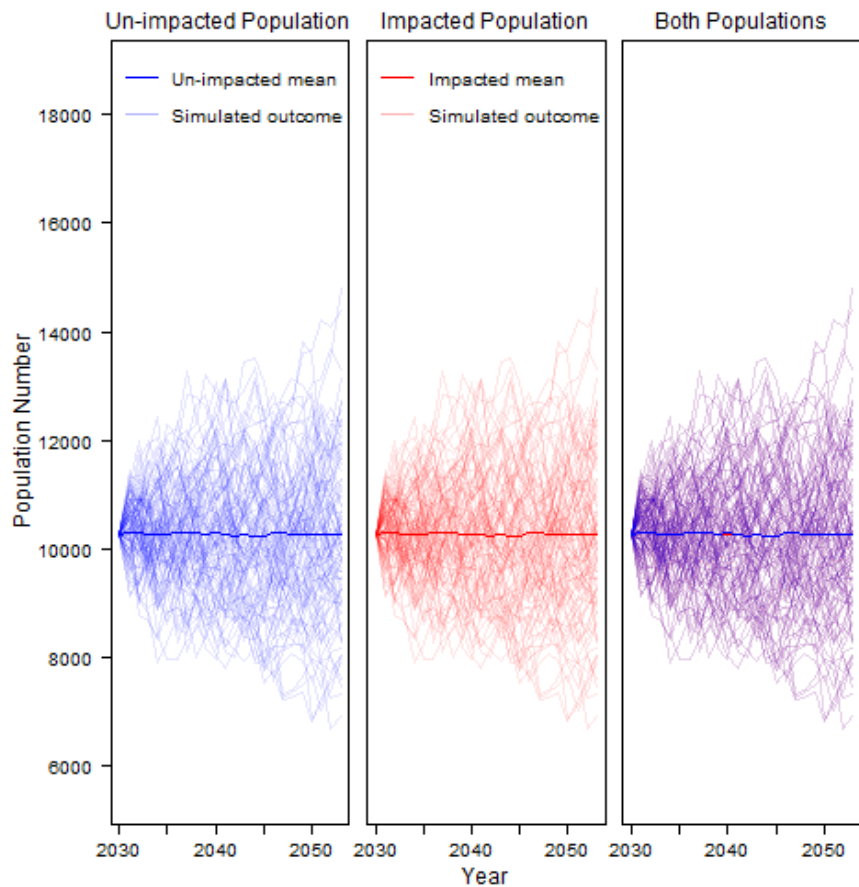 Un-impacted Population Impacted Population Both Populations
Un-impacted mean Impacted mean
Simulated outcome Simulated outcome
18000
16000
14000
12000
10000
8000
6000
Population Number
2030 2040 2050 2030 2040 2050 2030 2040 2050
Year